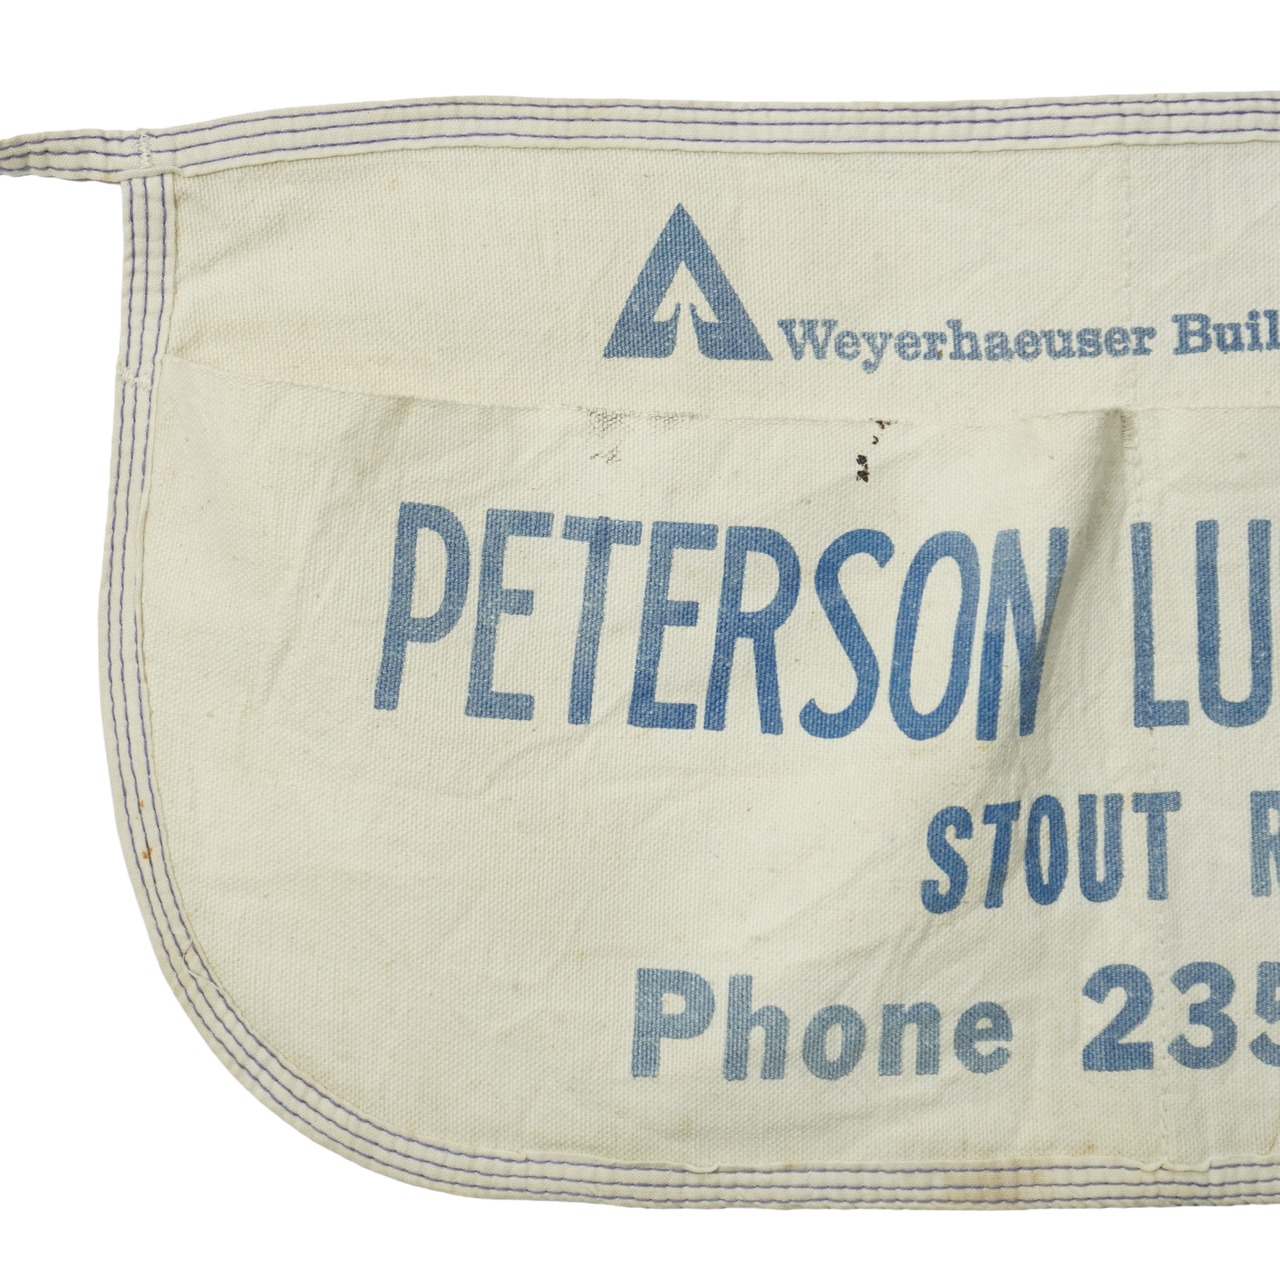 Weyerhaeuser Buil
PETERSON LU
STOUT R
Phone 235